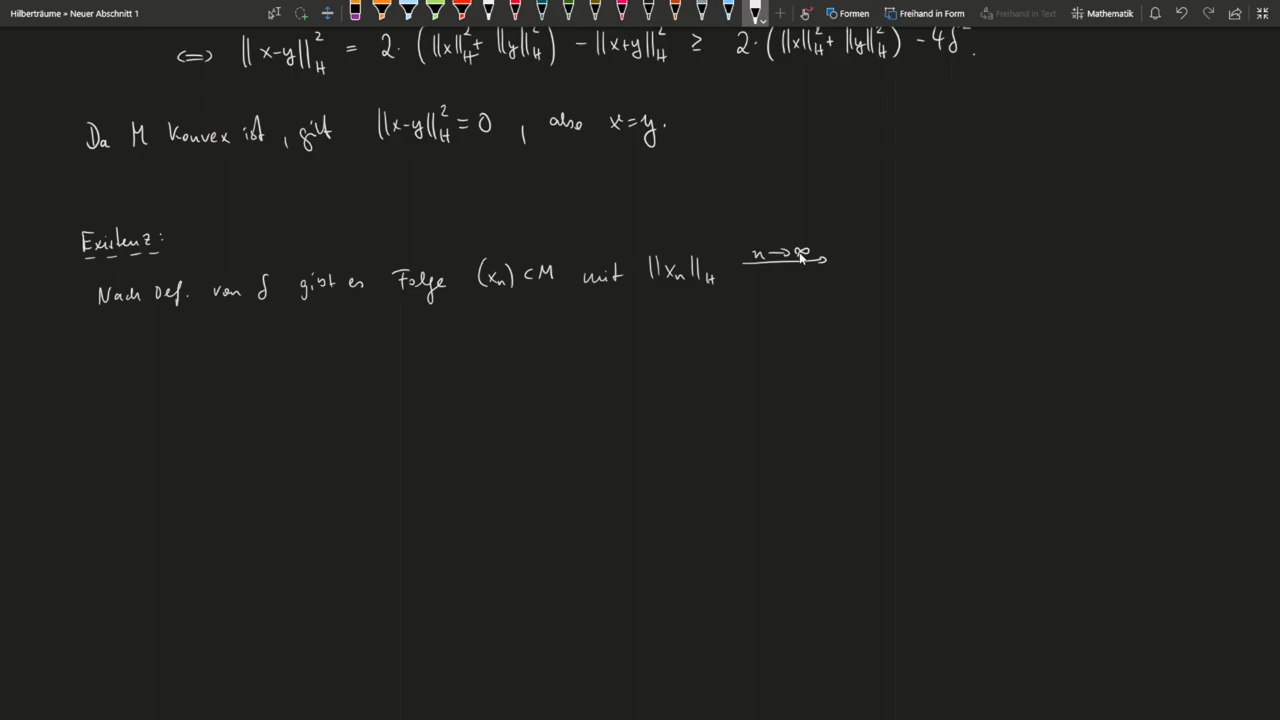 Hilberträume » Neuer Abschnitt 1
Formen Freihand in Form Freihand in Text Mathematik
⟺ ||x-y||²_H = 2·(||x||²_H + ||y||²_H) - ||x+y||²_H ≥ 2·(||x||²_H + ||y||²_H) - 4δ².
Da M konvex ist, gilt ||x-y||²_H = 0, also x=y.
Existenz:
n→∞
Nach Def. von δ gibt es Folge (xₙ) ⊂ M mit ||xₙ||_H ⟶